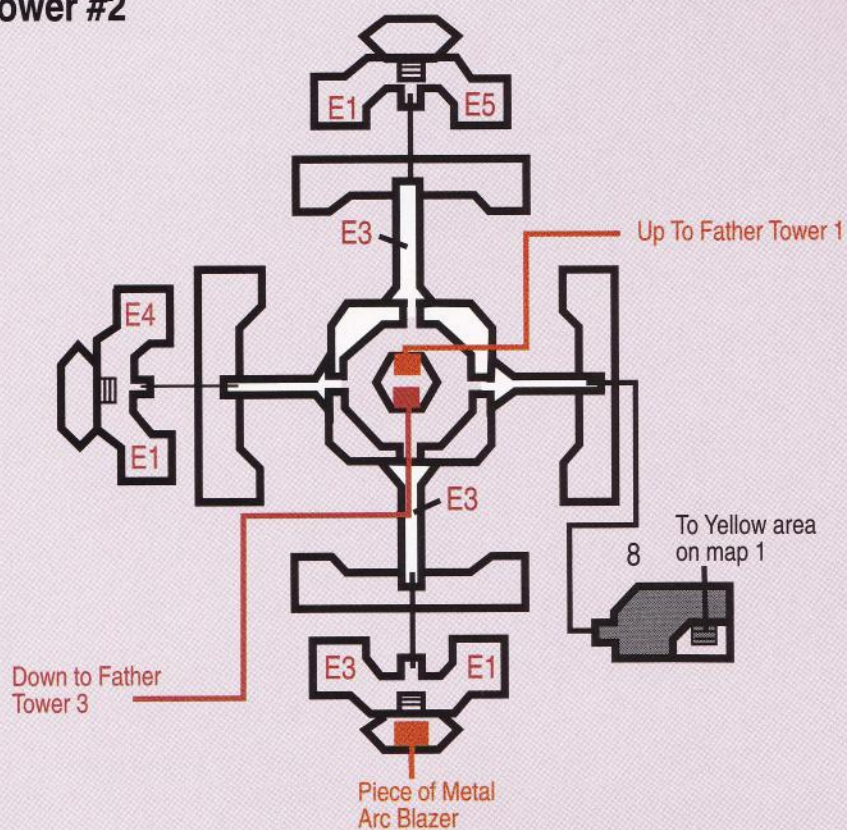 ower #2
E1
E5
E3
Up To Father Tower 1
E4
E1
E3
8
To Yellow area
on map 1
E3
E1
Down to Father
Tower 3
Piece of Metal
Arc Blazer